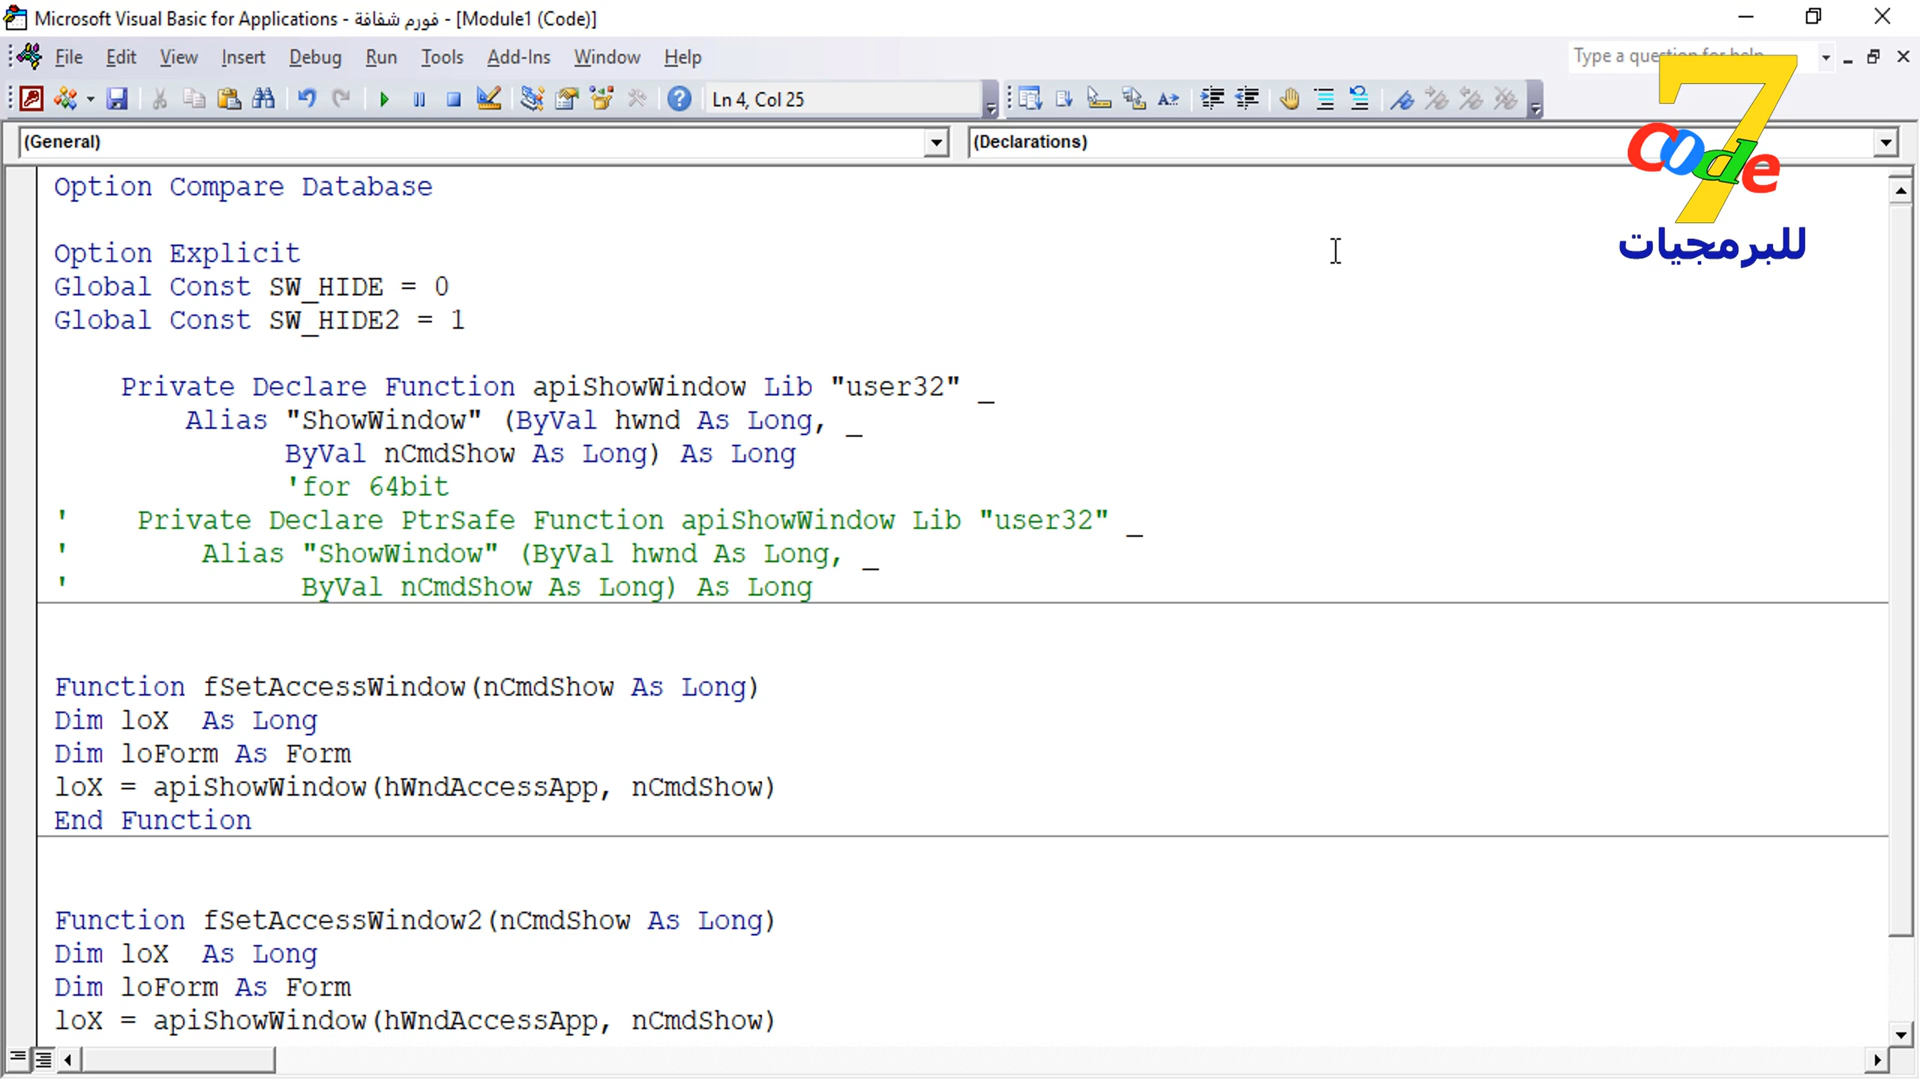 Microsoft Visual Basic for Applications - فورم شفافة - [Module1 (Code)]
File Edit View Insert Debug Run Tools Add-Ins Window Help
Type a question for help
Ln 4, Col 25
(General)
(Declarations)
7
Code
للبرمجيات
Option Compare Database
Option Explicit
Global Const SW_HIDE = 0
Global Const SW_HIDE2 = 1
Private Declare Function apiShowWindow Lib "user32" _
Alias "ShowWindow" (ByVal hwnd As Long, _
ByVal nCmdShow As Long) As Long
'for 64bit
' Private Declare PtrSafe Function apiShowWindow Lib "user32" _
' Alias "ShowWindow" (ByVal hwnd As Long, _
' ByVal nCmdShow As Long) As Long
Function fSetAccessWindow(nCmdShow As Long)
Dim loX  As Long
Dim loForm As Form
loX = apiShowWindow(hWndAccessApp, nCmdShow)
End Function
Function fSetAccessWindow2(nCmdShow As Long)
Dim loX  As Long
Dim loForm As Form
loX = apiShowWindow(hWndAccessApp, nCmdShow)